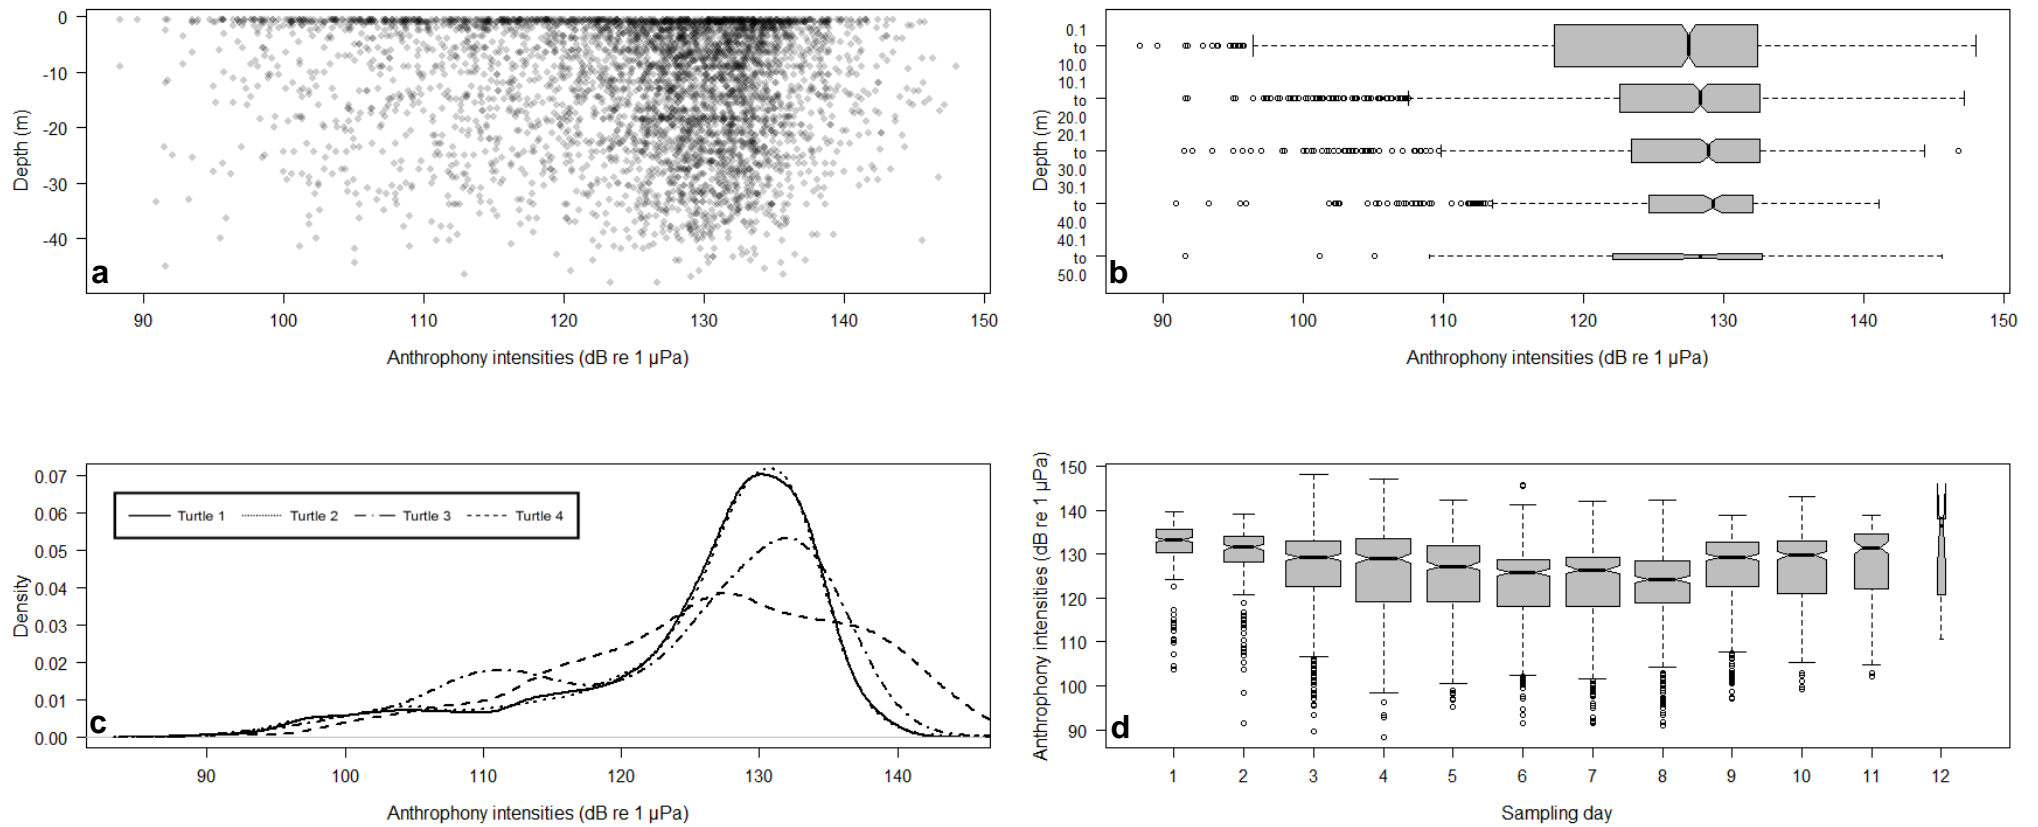 0
-10
-20
-30
-40
Depth (m)
a
90 100 110 120 130 140 150
Anthrophony intensities (dB re 1 µPa)
0.1
to
10.0
10.1
to
20.0
20.1
to
30.0
30.1
to
40.0
40.1
to
50.0
Depth (m)
b
90 100 110 120 130 140 150
Anthrophony intensities (dB re 1 µPa)
0.07
0.06
0.05
0.04
0.03
0.02
0.01
0.00
Density
Turtle 1 Turtle 2 Turtle 3 Turtle 4
c
90 100 110 120 130 140
Anthrophony intensities (dB re 1 µPa)
150
140
130
120
110
100
90
Anthrophony intensities (dB re 1 µPa)
d
1 2 3 4 5 6 7 8 9 10 11 12
Sampling day